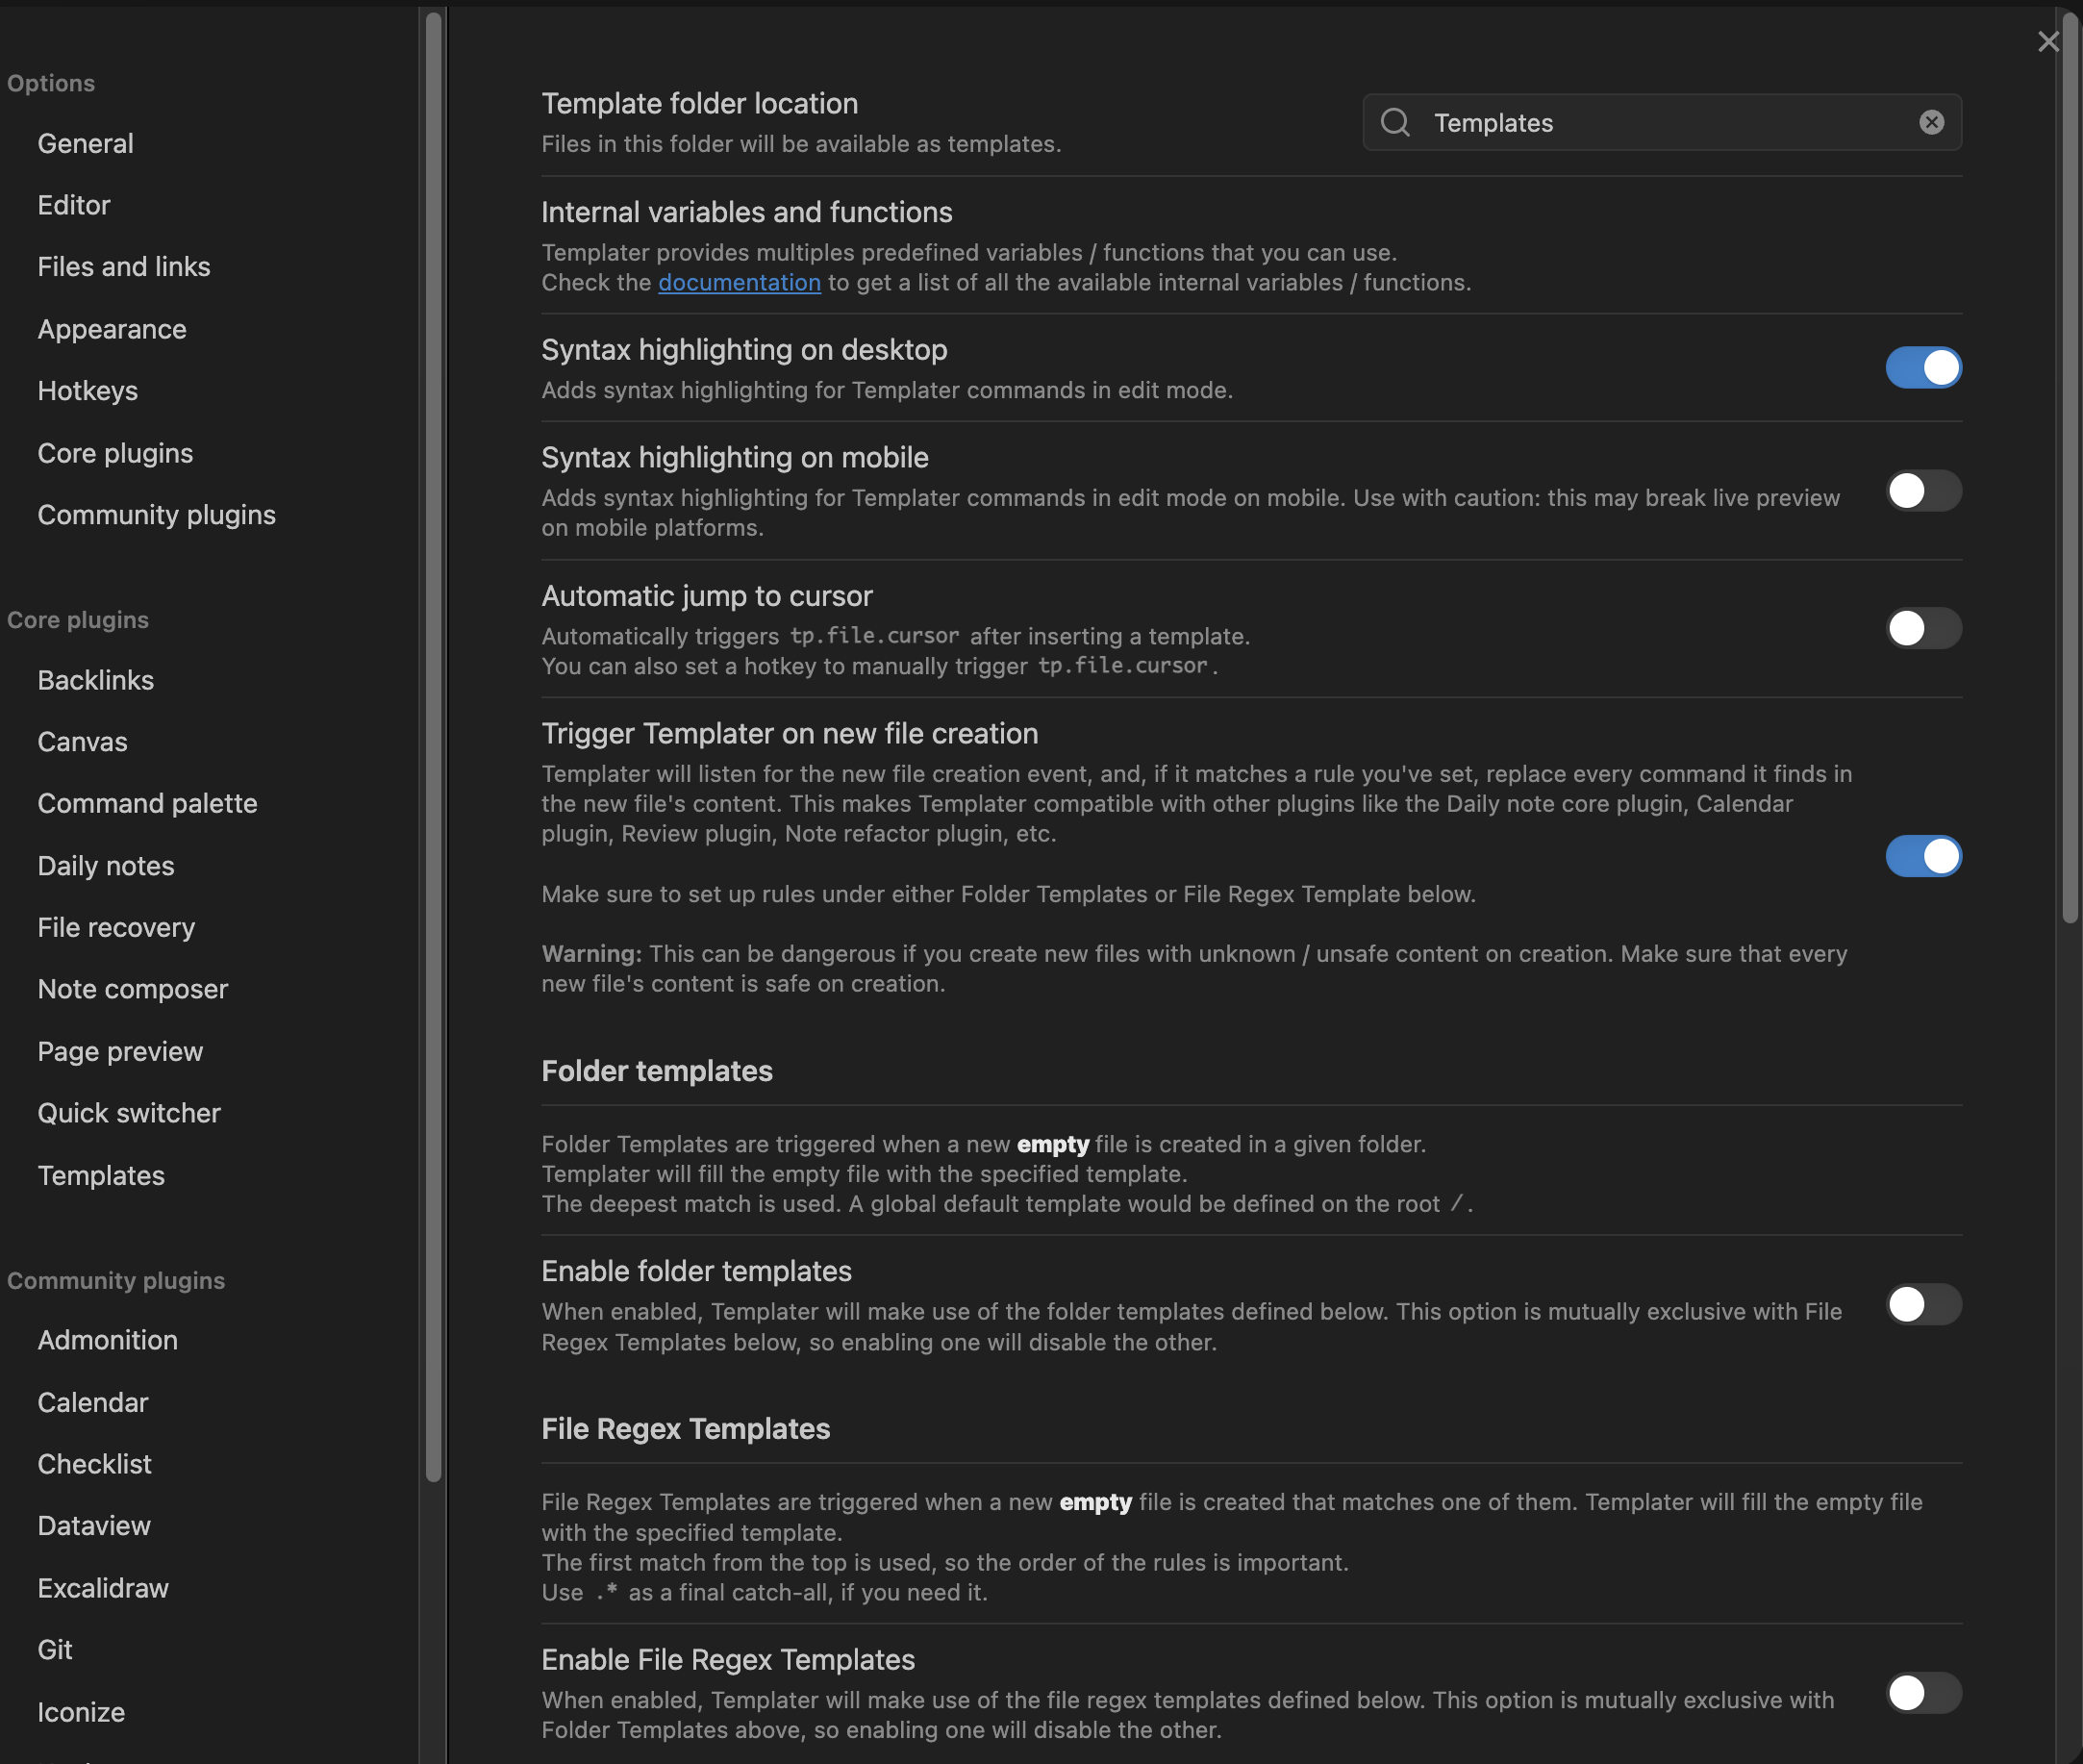 Options
General
Editor
Files and links
Appearance
Hotkeys
Core plugins
Community plugins
Core plugins
Backlinks
Canvas
Command palette
Daily notes
File recovery
Note composer
Page preview
Quick switcher
Templates
Community plugins
Admonition
Calendar
Checklist
Dataview
Excalidraw
Git
Iconize
Template folder location
Files in this folder will be available as templates.
Templates
Internal variables and functions
Templater provides multiples predefined variables / functions that you can use.
Check the documentation to get a list of all the available internal variables / functions.
Syntax highlighting on desktop
Adds syntax highlighting for Templater commands in edit mode.
Syntax highlighting on mobile
Adds syntax highlighting for Templater commands in edit mode on mobile. Use with caution: this may break live preview
on mobile platforms.
Automatic jump to cursor
Automatically triggers tp.file.cursor after inserting a template.
You can also set a hotkey to manually trigger tp.file.cursor.
Trigger Templater on new file creation
Templater will listen for the new file creation event, and, if it matches a rule you've set, replace every command it finds in
the new file's content. This makes Templater compatible with other plugins like the Daily note core plugin, Calendar
plugin, Review plugin, Note refactor plugin, etc.
Make sure to set up rules under either Folder Templates or File Regex Template below.
Warning: This can be dangerous if you create new files with unknown / unsafe content on creation. Make sure that every
new file's content is safe on creation.
Folder templates
Folder Templates are triggered when a new empty file is created in a given folder.
Templater will fill the empty file with the specified template.
The deepest match is used. A global default template would be defined on the root /.
Enable folder templates
When enabled, Templater will make use of the folder templates defined below. This option is mutually exclusive with File
Regex Templates below, so enabling one will disable the other.
File Regex Templates
File Regex Templates are triggered when a new empty file is created that matches one of them. Templater will fill the empty file
with the specified template.
The first match from the top is used, so the order of the rules is important.
Use .* as a final catch-all, if you need it.
Enable File Regex Templates
When enabled, Templater will make use of the file regex templates defined below. This option is mutually exclusive with
Folder Templates above, so enabling one will disable the other.